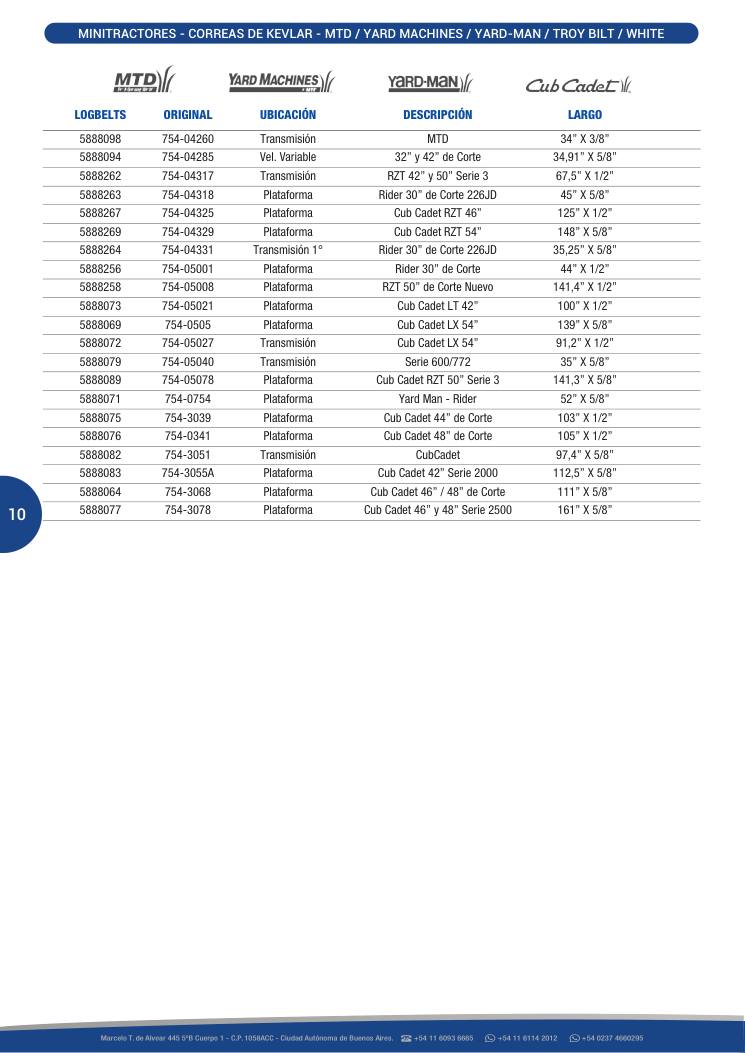 MINITRACTORES - CORREAS DE KEVLAR - MTD / YARD MACHINES / YARD-MAN / TROY BILT / WHITE
MTD YARD MACHINES MTD YARD-MAN Cub Cadet
LOGBELTS ORIGINAL UBICACIÓN DESCRIPCIÓN LARGO
5888098 754-04260 Transmisión MTD 34” X 3/8”
5888094 754-04285 Vel. Variable 32” y 42” de Corte 34,91” X 5/8”
5888262 754-04317 Transmisión RZT 42” y 50” Serie 3 67,5” X 1/2”
5888263 754-04318 Plataforma Rider 30” de Corte 226JD 45” X 5/8”
5888267 754-04325 Plataforma Cub Cadet RZT 46” 125” X 1/2”
5888269 754-04329 Plataforma Cub Cadet RZT 54” 148” X 5/8”
5888264 754-04331 Transmisión 1° Rider 30” de Corte 226JD 35,25” X 5/8”
5888256 754-05001 Plataforma Rider 30” de Corte 44” X 1/2”
5888258 754-05008 Plataforma RZT 50” de Corte Nuevo 141,4” X 1/2”
5888073 754-05021 Plataforma Cub Cadet LT 42” 100” X 1/2”
5888069 754-0505 Plataforma Cub Cadet LX 54” 139” X 5/8”
5888072 754-05027 Transmisión Cub Cadet LX 54” 91,2” X 1/2”
5888079 754-05040 Transmisión Serie 600/772 35” X 5/8”
5888089 754-05078 Plataforma Cub Cadet RZT 50” Serie 3 141,3” X 5/8”
5888071 754-0754 Plataforma Yard Man - Rider 52” X 5/8”
5888075 754-3039 Plataforma Cub Cadet 44” de Corte 103” X 1/2”
5888076 754-0341 Plataforma Cub Cadet 48” de Corte 105” X 1/2”
5888082 754-3051 Transmisión CubCadet 97,4” X 5/8”
5888083 754-3055A Plataforma Cub Cadet 42” Serie 2000 112,5” X 5/8”
5888064 754-3068 Plataforma Cub Cadet 46” / 48” de Corte 111” X 5/8”
5888077 754-3078 Plataforma Cub Cadet 46” y 48” Serie 2500 161” X 5/8”
10
Marcelo T. de Alvear 445 5ºB Cuerpo 1 - C.P. 1058ACC - Ciudad Autónoma de Buenos Aires. +54 11 6093 6665 +54 11 6114 2012 +54 0237 4660295